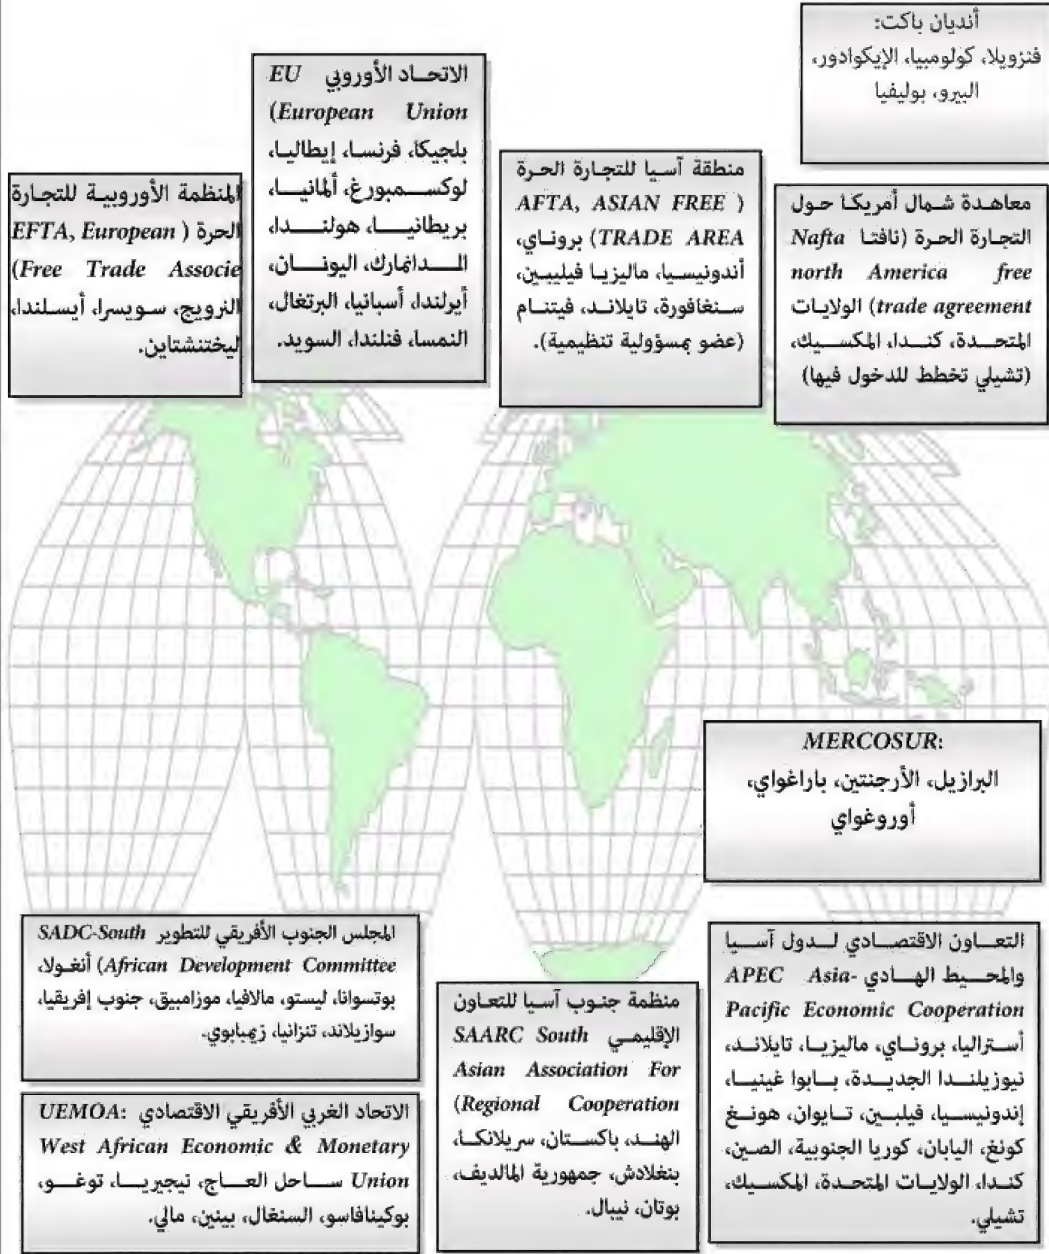 أنديان باكت:
فنزويلا، كولومبيا، الإيكوادور،
البيرو، بوليفيا
معاهدة شمال أمريكا حول
التجارة الحرة (نافتا Nafta
north America free
trade agreement) الولايات
المتحدة، كندا، المكسيك،
(تشيلي تخطط للدخول فيها)
منطقة آسيا للتجارة الحرة
( AFTA, ASIAN FREE
TRADE AREA) بروناي،
أندونيسيا، ماليزيا فيليبين،
سنغافورة، تايلاند، فيتنام
(عضو بمسؤولية تنظيمية).
الاتحاد الأوروبي EU
European Union)
بلجيكا، فرنسا، إيطاليا،
لوكسمبورغ، ألمانيا،
بريطانيا، هولندا،
الدانمارك، اليونان،
أيرلندا، أسبانيا، البرتغال،
النمسا، فنلندا، السويد.
المنظمة الأوروبية للتجارة
الحرة ( EFTA, European
Free Trade Associe)
النرويج، سويسرا، أيسلندا،
ليختنشتاين.
MERCOSUR:
البرازيل، الأرجنتين، باراغواي،
أوروغواي
التعاون الاقتصادي لدول آسيا
والمحيط الهادي APEC Asia-
Pacific Economic Cooperation
أستراليا، بروناي، ماليزيا، تايلاند،
نيوزيلندا الجديدة، بابوا غينيا،
إندونيسيا، فيلبين، تايوان، هونغ
كونغ، اليابان، كوريا الجنوبية، الصين،
كندا، الولايات المتحدة، المكسيك،
تشيلي.
منظمة جنوب آسيا للتعاون
الإقليمي SAARC South
Asian Association For
Regional Cooperation)
الهند، باكستان، سريلانكا،
بنغلادش، جمهورية المالديف،
بوتان، نيبال.
المجلس الجنوب الأفريقي للتطوير SADC-South
African Development Committee) أنغولا،
بوتسوانا، ليستو، مالافيا، موزامبيق، جنوب إفريقيا،
سوازيلاند، تنزانيا، زيمبابوي.
الاتحاد الغربي الأفريقي الاقتصادي UEMOA:
West African Economic & Monetary
Union ساحل العاج، نيجيريا، توغو،
بوكينافاسو، السنغال، بينين، مالي.